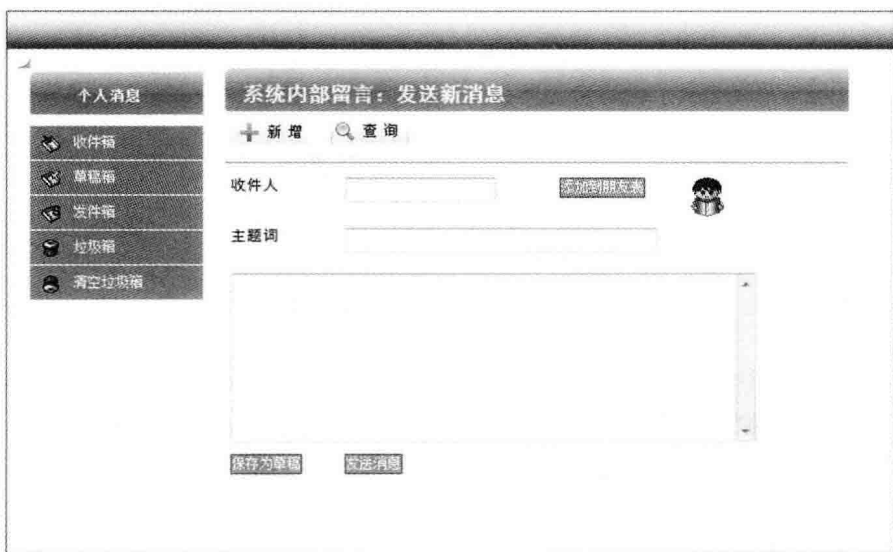 个人消息
收件箱
草稿箱
发件箱
垃圾箱
清空垃圾箱
系统内部留言：发送新消息
新增 查询
收件人 添加到朋友表
主题词
保存为草稿 发送消息